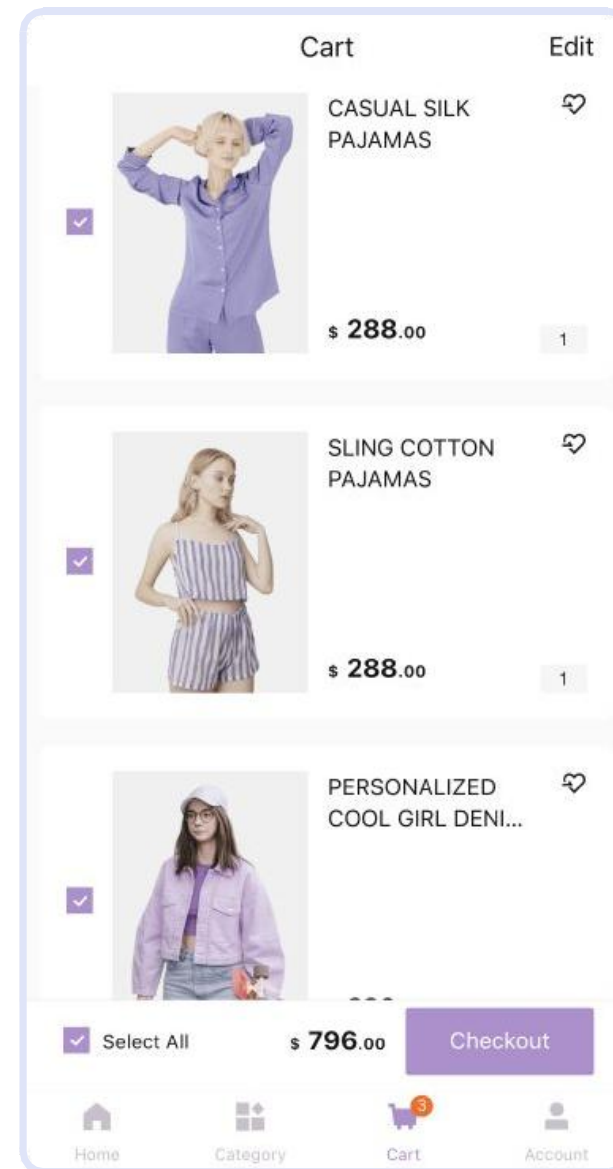 Cart
Edit
CASUAL SILK
PAJAMAS
$ 288.00
1
SLING COTTON
PAJAMAS
$ 288.00
1
PERSONALIZED
COOL GIRL DENI...
Select All
$ 796.00
Checkout
3
Home
Category
Cart
Account